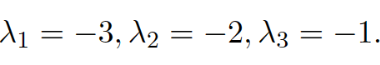 λ₁ = −3, λ₂ = −2, λ₃ = −1.